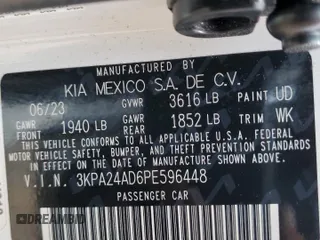 MANUFACTURED BY
KIA MEXICO S.A. DE C.V.
06/23 GVWR 3616 LB PAINT UD
GAWR 1940 LB GAWR 1852 LB TRIM WK
THIS VEHICLE CONFORMS TO ALL APPLICABLE U.S.A. FEDERAL
MOTOR VEHICLE SAFETY, BUMPER, AND THEFT PREVENTION STANDARDS
IN EFFECT ON THE DATE OF MANUFACTURE SHOWN ABOVE.
V.I.N. 3KPA24AD6PE596448
PASSENGER CAR
DREAMBID